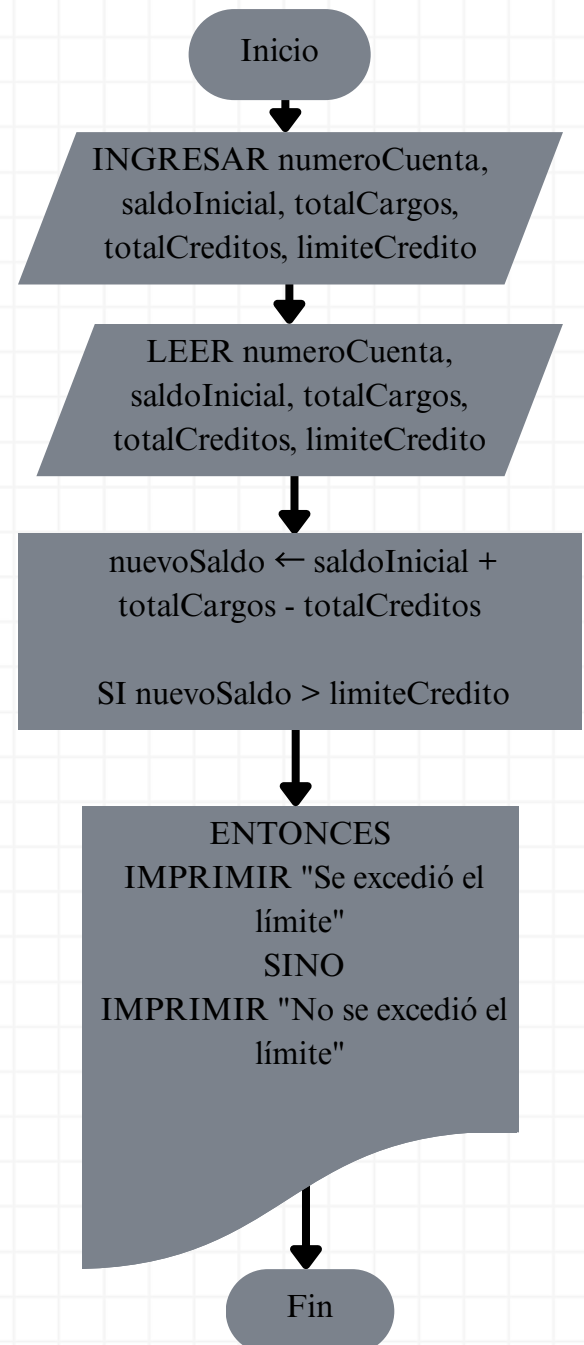 Inicio
INGRESAR numeroCuenta,
saldoInicial, totalCargos,
totalCreditos, limiteCredito
LEER numeroCuenta,
saldoInicial, totalCargos,
totalCreditos, limiteCredito
nuevoSaldo ← saldoInicial +
totalCargos - totalCreditos
SI nuevoSaldo > limiteCredito
ENTONCES
IMPRIMIR "Se excedió el
límite"
SINO
IMPRIMIR "No se excedió el
límite"
Fin